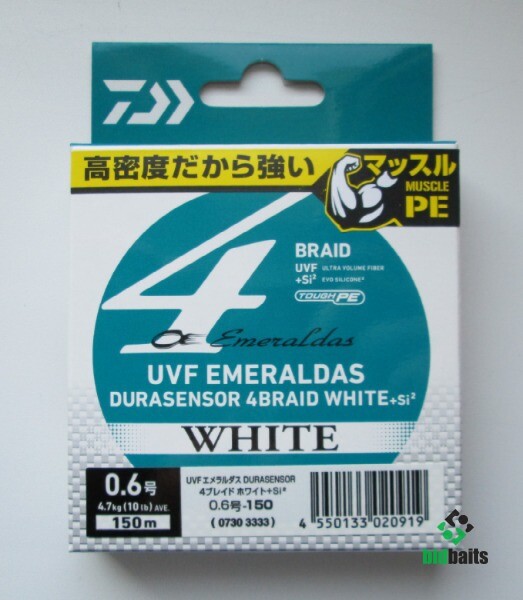 高密度だから強い
マッスル
MUSCLE
PE
4
BRAID
UVF ULTRA VOLUME FIBER
+Si² EVO SILICONE²
TOUGH PE
Emeraldas
UVF EMERALDAS
DURASENSOR 4BRAID WHITE+Si²
WHITE
0.6号
4.7kg (10 lb) AVE.
150m
UVFエメラルダス DURASENSOR
4ブレイド ホワイト+Si²
0.6号-150
( 0730 3333 )
4 550133 020919
Bigbaits